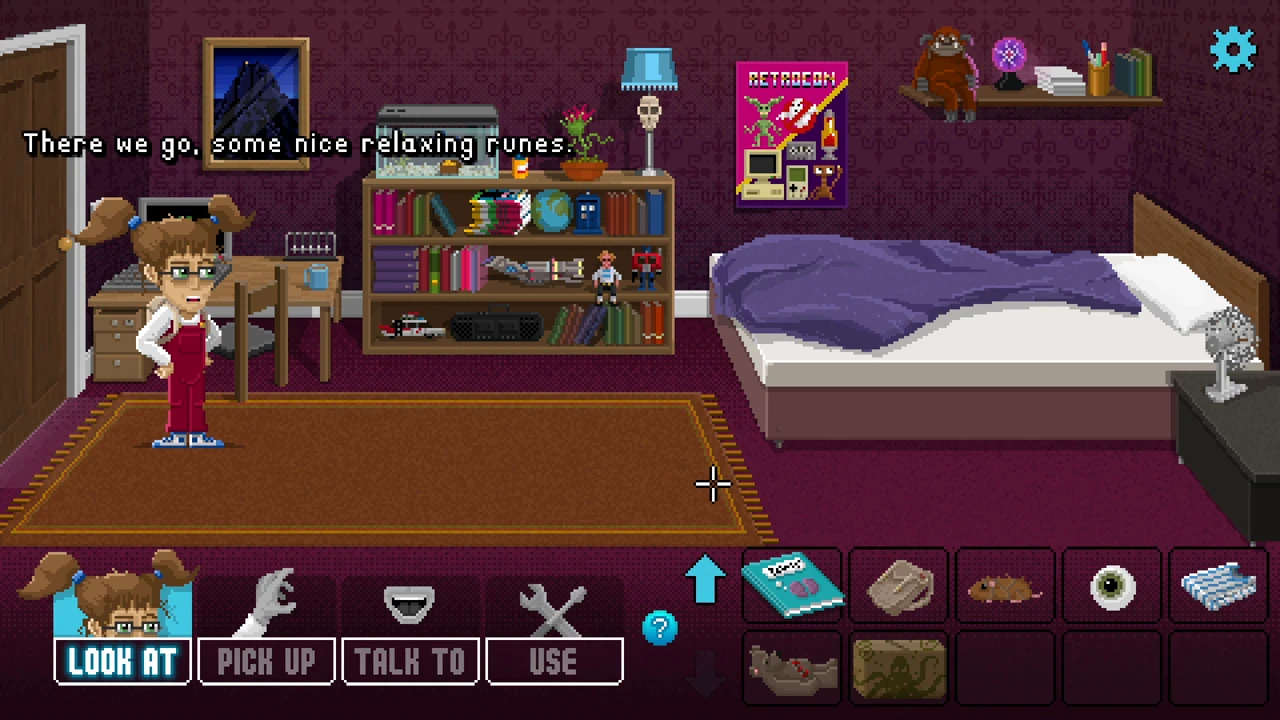 RETROCON
There we go, some nice relaxing runes.
LOOK AT
PICK UP
TALK TO
USE
?